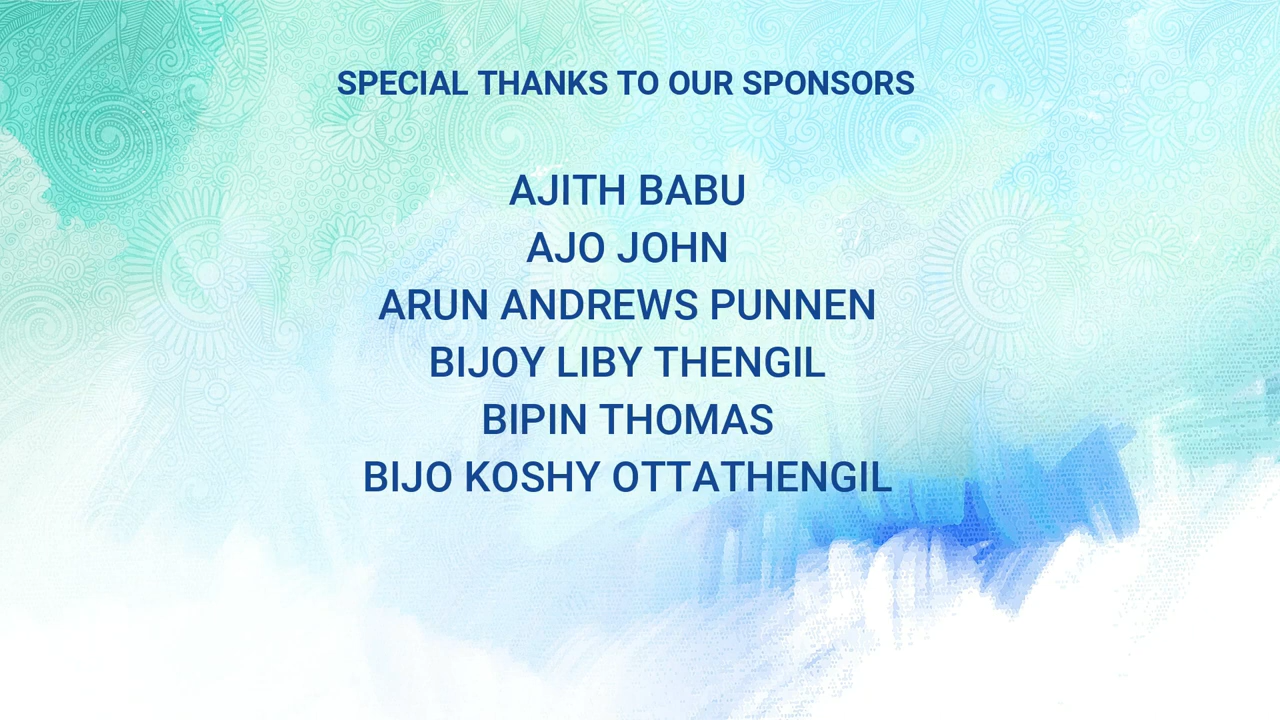 SPECIAL THANKS TO OUR SPONSORS
AJITH BABU
AJO JOHN
ARUN ANDREWS PUNNEN
BIJOY LIBY THENGIL
BIPIN THOMAS
BIJO KOSHY OTTATHENGIL